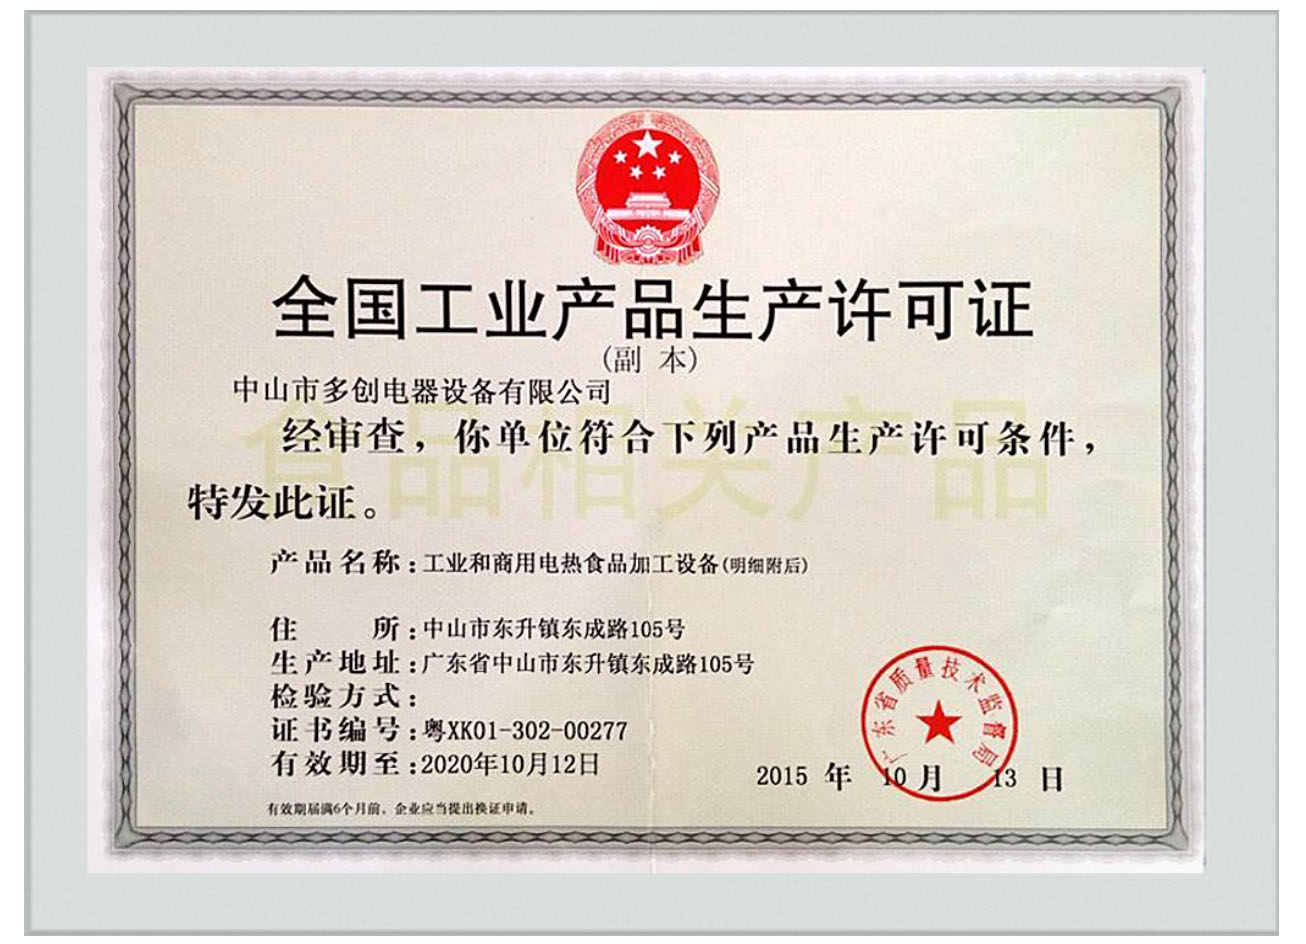 全国工业产品生产许可证
(副 本)
中山市多创电器设备有限公司
食品相关产品
经审查，你单位符合下列产品生产许可条件，
特发此证。
产品名称：工业和商用电热食品加工设备(明细附后)
住 所：中山市东升镇东成路105号
生产地址：广东省中山市东升镇东成路105号
检验方式：
证书编号：粤XK01-302-00277
有效期至：2020年10月12日
广东省质量技术监督局
2015 年 10 月 13 日
有效期届满6个月前，企业应当提出换证申请。